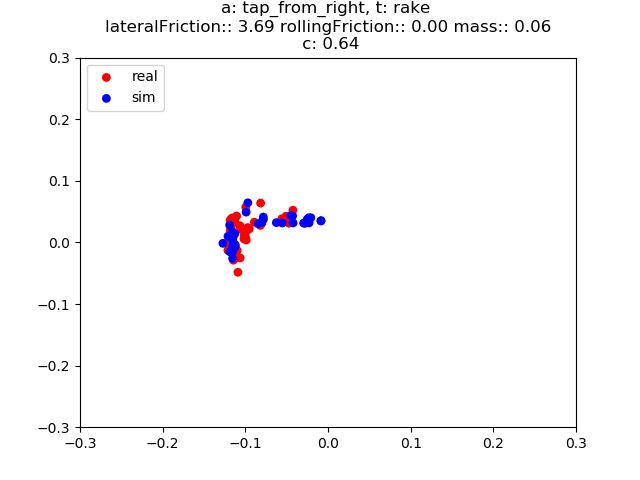 a: tap_from_right, t: rake
lateralFriction:: 3.69 rollingFriction:: 0.00 mass:: 0.06
c: 0.64
real
sim
0.3
0.2
0.1
0.0
−0.1
−0.2
−0.3
−0.3
−0.2
−0.1
0.0
0.1
0.2
0.3